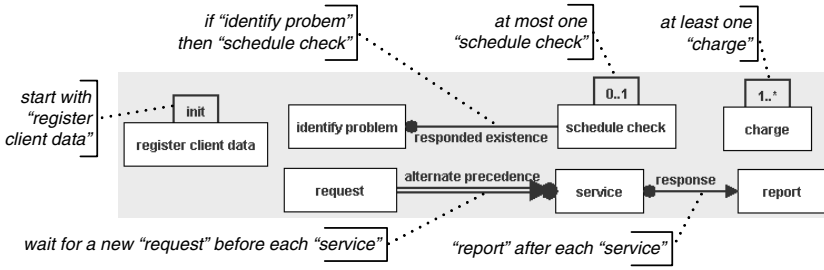 if “identify probem”
then “schedule check”
at most one
“schedule check”
at least one
“charge”
start with
“register
client data”
init
register client data
identify problem
responded existence
0..1
schedule check
1..*
charge
request
alternate precedence
service
response
report
wait for a new “request” before each “service”
“report” after each “service”